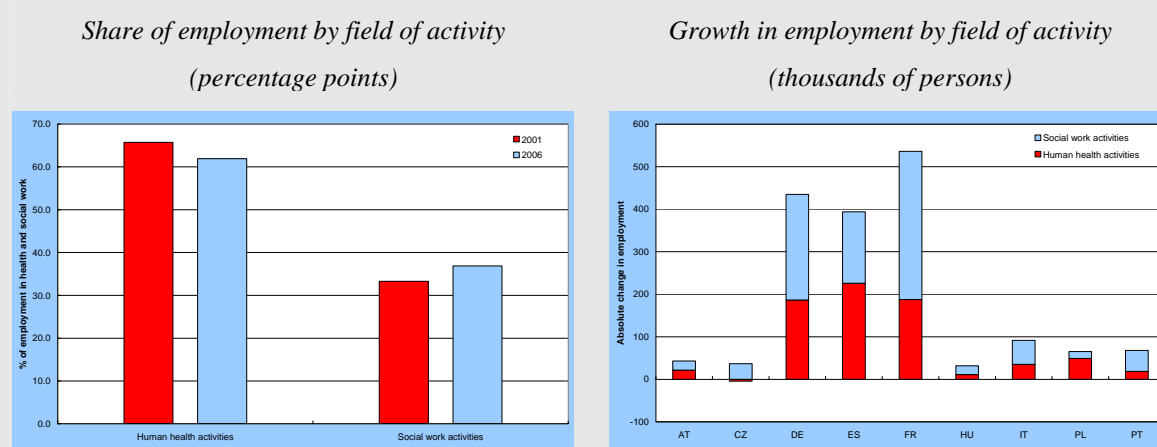 Share of employment by field of activity
(percentage points)
70.0
60.0
50.0
40.0
30.0
20.0
10.0
0.0
% of employment in health and social work
2001
2006
Human health activities
Social work activities
Growth in employment by field of activity
(thousands of persons)
600
500
400
300
200
100
0
-100
Absolute change in employment
Social work activities
Human health activities
AT
CZ
DE
ES
FR
HU
IT
PL
PT